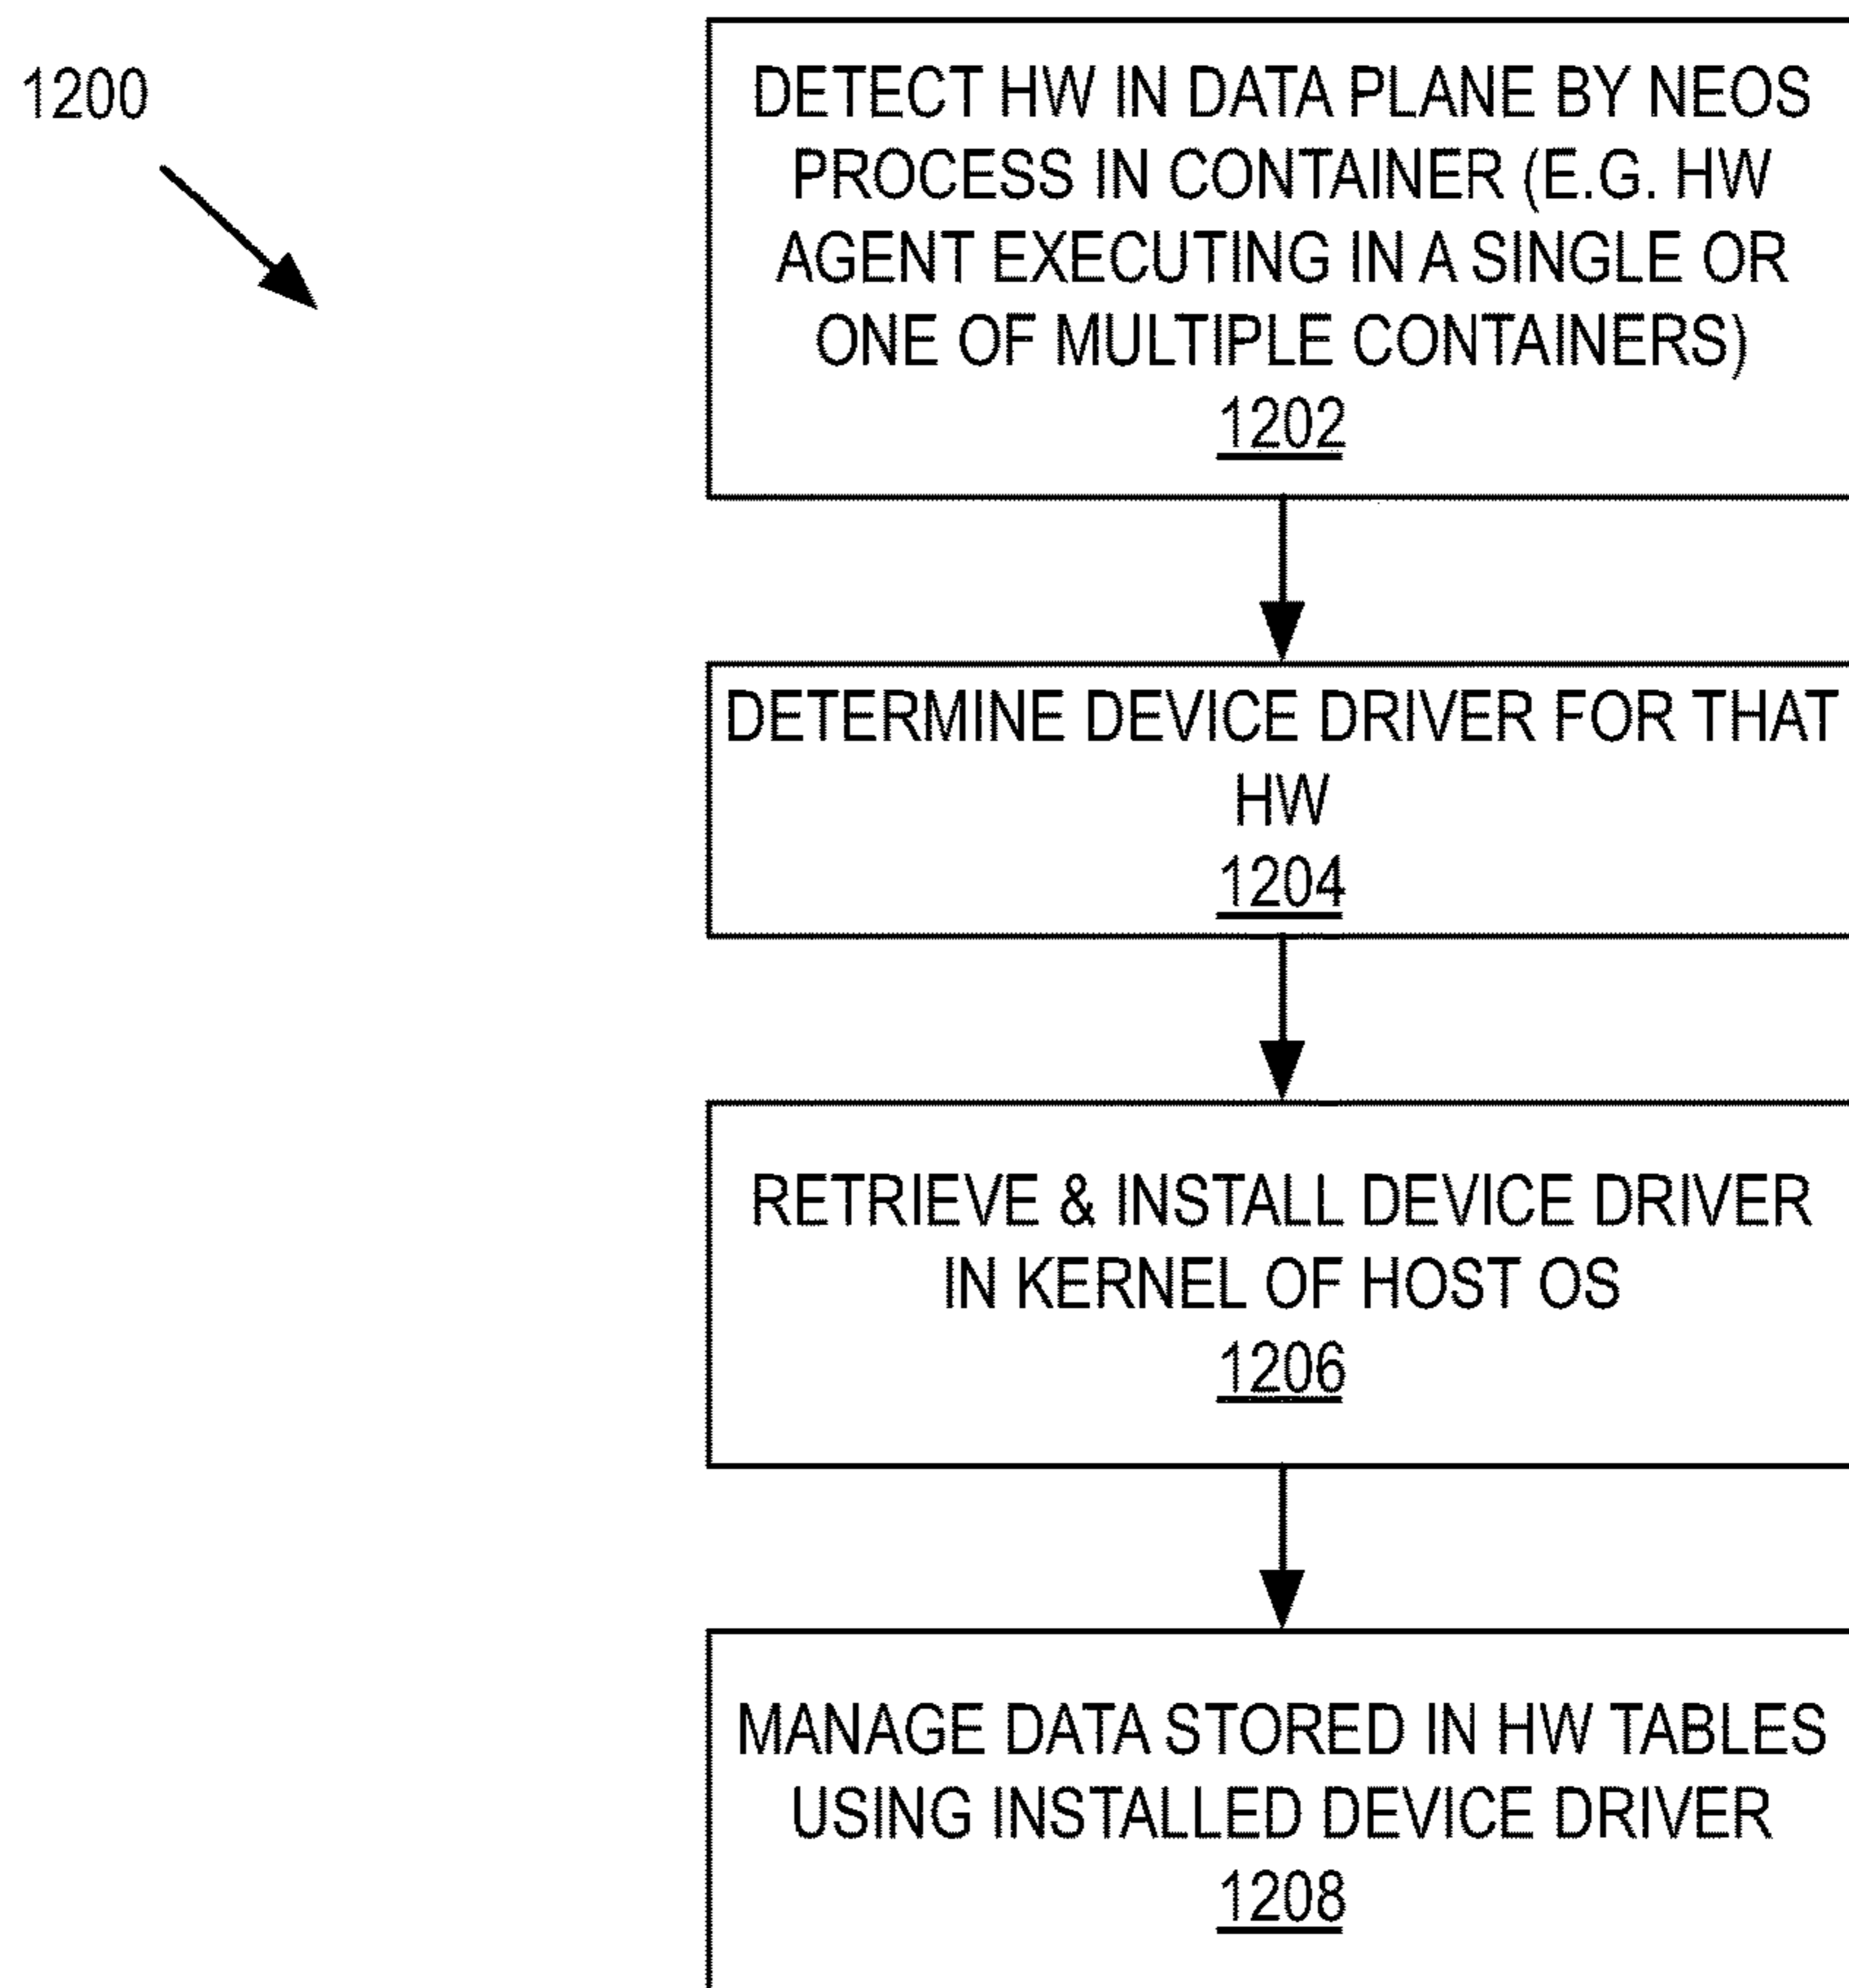 1200
DETECT HW IN DATA PLANE BY NEOS
PROCESS IN CONTAINER (E.G. HW
AGENT EXECUTING IN A SINGLE OR
ONE OF MULTIPLE CONTAINERS)
1202
DETERMINE DEVICE DRIVER FOR THAT
HW
1204
RETRIEVE & INSTALL DEVICE DRIVER
IN KERNEL OF HOST OS
1206
MANAGE DATA STORED IN HW TABLES
USING INSTALLED DEVICE DRIVER
1208